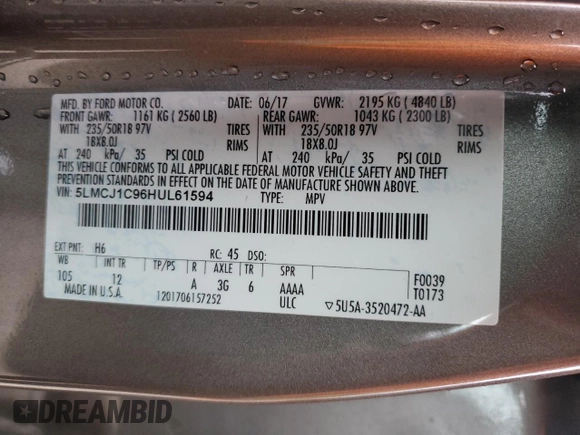 MFD. BY FORD MOTOR CO. DATE: 06/17 GVWR: 2195 KG ( 4840 LB)
FRONT GAWR: 1161 KG ( 2560 LB) REAR GAWR: 1043 KG ( 2300 LB)
WITH 235/50R18 97V TIRES WITH 235/50R18 97V TIRES
18X8.0J RIMS 18X8.0J RIMS
AT 240 kPa/ 35 PSI COLD AT 240 kPa/ 35 PSI COLD
THIS VEHICLE CONFORMS TO ALL APPLICABLE FEDERAL MOTOR VEHICLE SAFETY AND THEFT
PREVENTION STANDARDS IN EFFECT ON THE DATE OF MANUFACTURE SHOWN ABOVE.
VIN: 5LMCJ1C96HUL61594 TYPE: MPV
EXT PNT: H6 RC: 45 DSO:
WB INT TR TP/PS R AXLE TR SPR
105 12 A 3G 6 AAAA F0039
MADE IN U.S.A. 1201706157252 ULC T0173
▽5U5A-3520472-AA
DREAMBID